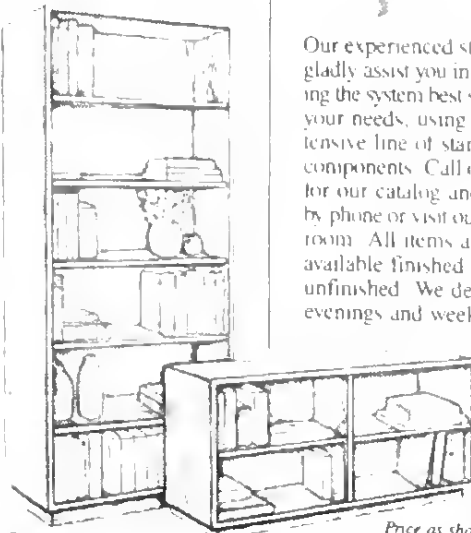 Our experienced st
gladly assist you in
ing the system best s
your needs, using
tensive line of star
components. Call o
for our catalog and
by phone or visit ou
room. All items a
available finished
unfinished. We de
evenings and week
Price as sho